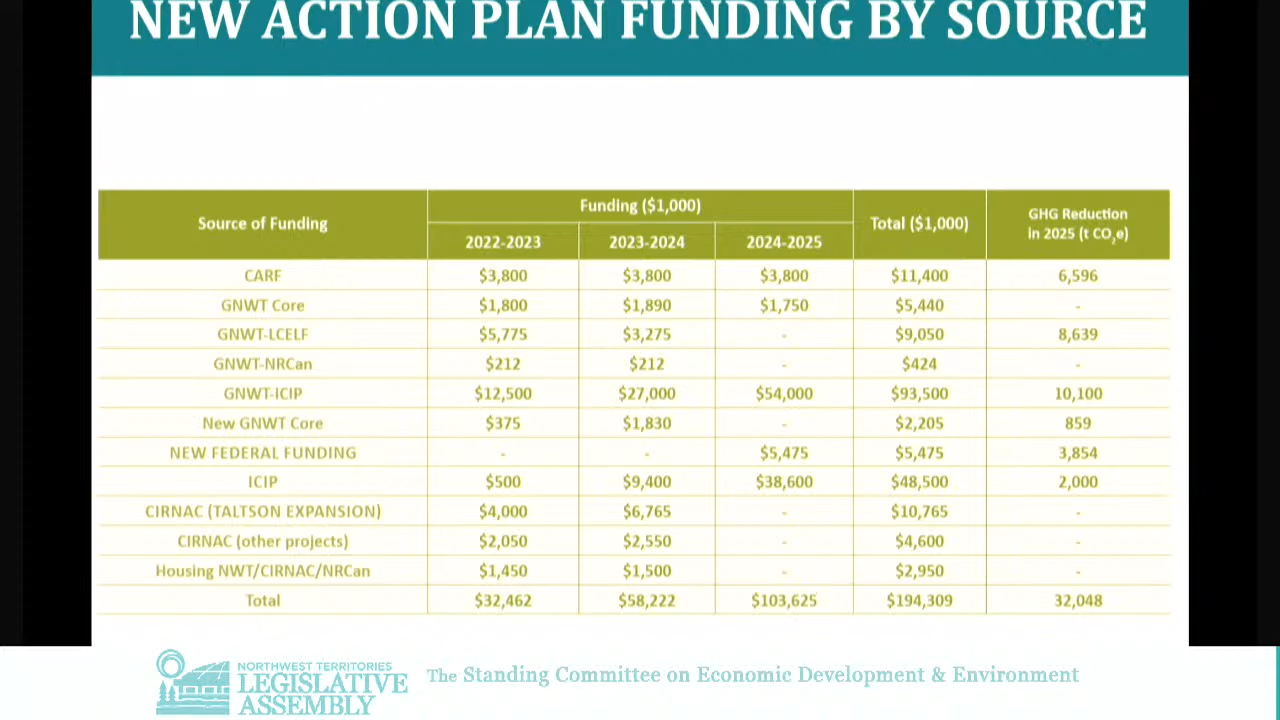 NEW ACTION PLAN FUNDING BY SOURCE
Source of Funding Funding ($1,000) Total ($1,000) GHG Reduction in 2025 (t CO₂e)
2022-2023 2023-2024 2024-2025
CARF $3,800 $3,800 $3,800 $11,400 6,596
GNWT Core $1,800 $1,890 $1,750 $5,440 -
GNWT-LCELF $5,775 $3,275 - $9,050 8,639
GNWT-NRCan $212 $212 - $424 -
GNWT-ICIP $12,500 $27,000 $54,000 $93,500 10,100
New GNWT Core $375 $1,830 - $2,205 859
NEW FEDERAL FUNDING - - $5,475 $5,475 3,854
ICIP $500 $9,400 $38,600 $48,500 2,000
CIRNAC (TALTSON EXPANSION) $4,000 $6,765 - $10,765 -
CIRNAC (other projects) $2,050 $2,550 - $4,600 -
Housing NWT/CIRNAC/NRCan $1,450 $1,500 - $2,950 -
Total $32,462 $58,222 $103,625 $194,309 32,048
NORTHWEST TERRITORIES
LEGISLATIVE
ASSEMBLY
The Standing Committee on Economic Development & Environment